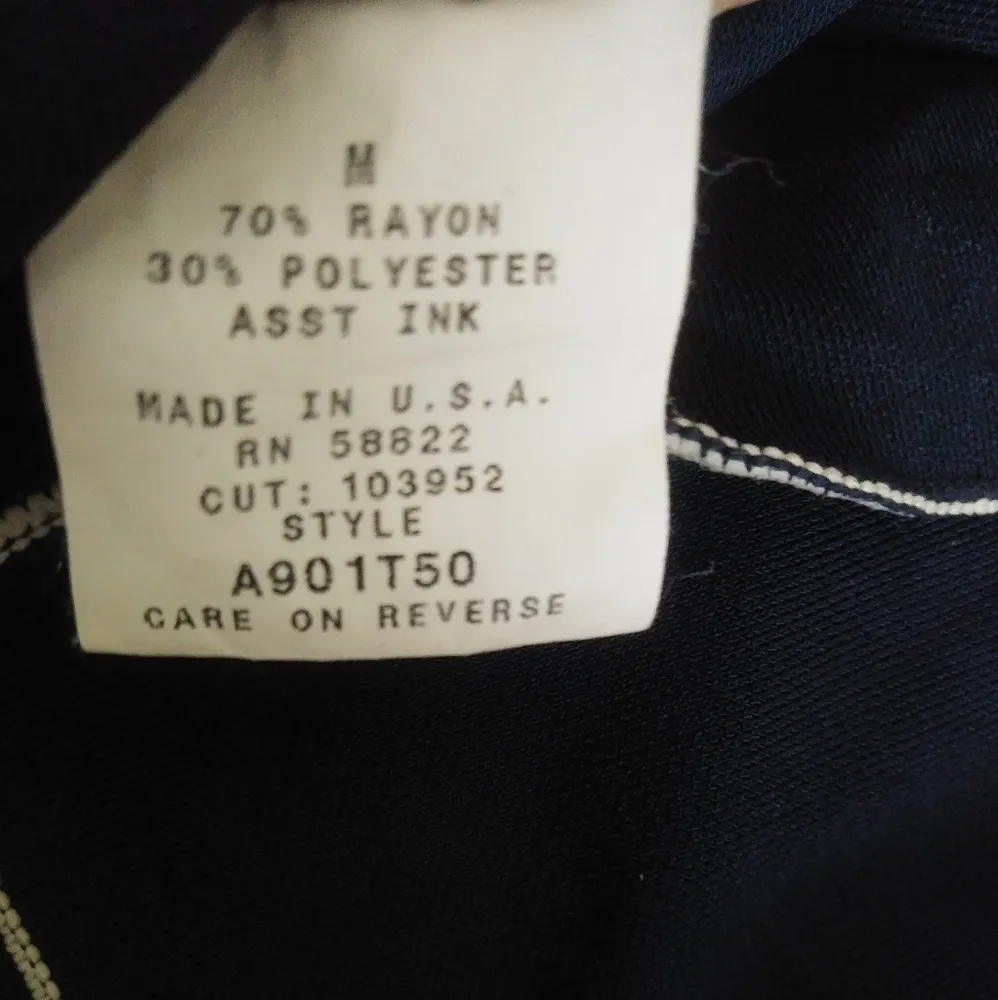 M
70% RAYON
30% POLYESTER
ASST INK
MADE IN U.S.A.
RN 58822
CUT: 103952
STYLE
A901T50
CARE ON REVERSE